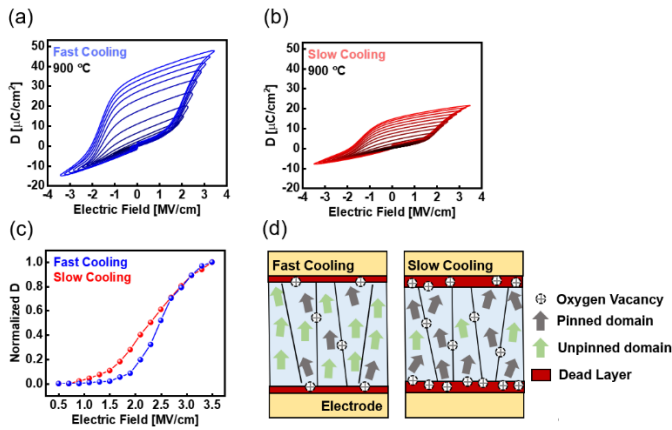 (a)
50
40
30
20
10
0
-10
-20
D [µC/cm²]
Fast Cooling
900 °C
-4 -3 -2 -1 0 1 2 3 4
Electric Field [MV/cm]
(b)
50
40
30
20
10
0
-10
D [µC/cm²]
Slow Cooling
900 °C
-4 -3 -2 -1 0 1 2 3 4
Electric Field [MV/cm]
(c)
1.0
0.8
0.6
0.4
0.2
0.0
Normalized D
Fast Cooling
Slow Cooling
0.5 1.0 1.5 2.0 2.5 3.0 3.5
Electric Field [MV/cm]
(d)
Fast Cooling
Electrode
Slow Cooling
Oxygen Vacancy
Pinned domain
Unpinned domain
Dead Layer